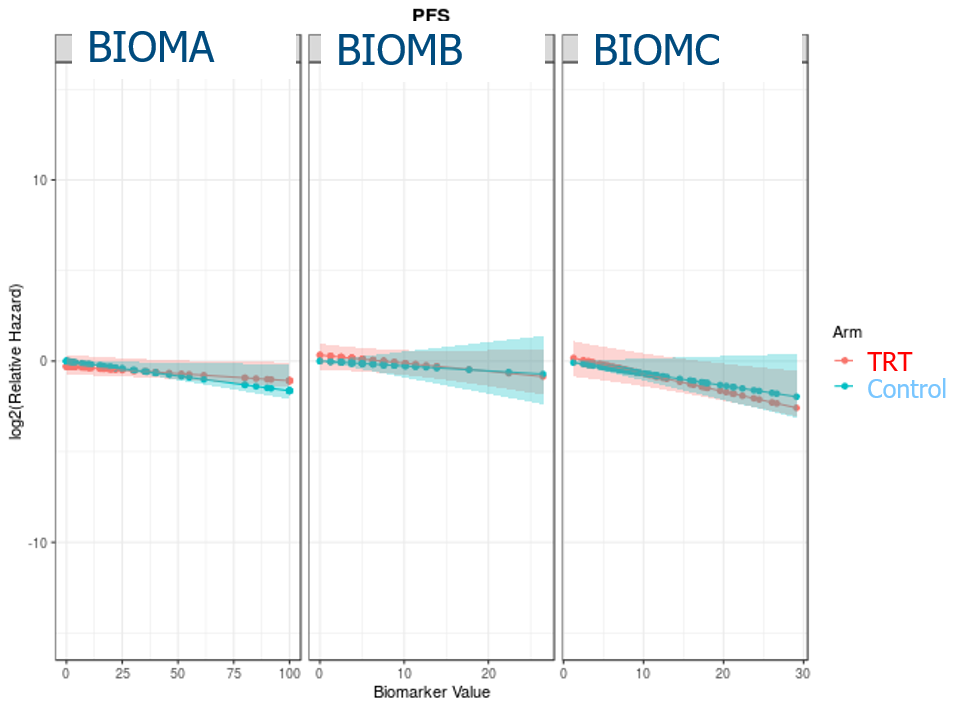 PFS
BIOMA BIOMB BIOMC
10
0
-10
log2(Relative Hazard)
0 25 50 75 100 0 10 20 0 10 20 30
Biomarker Value
Arm
TRT
Control